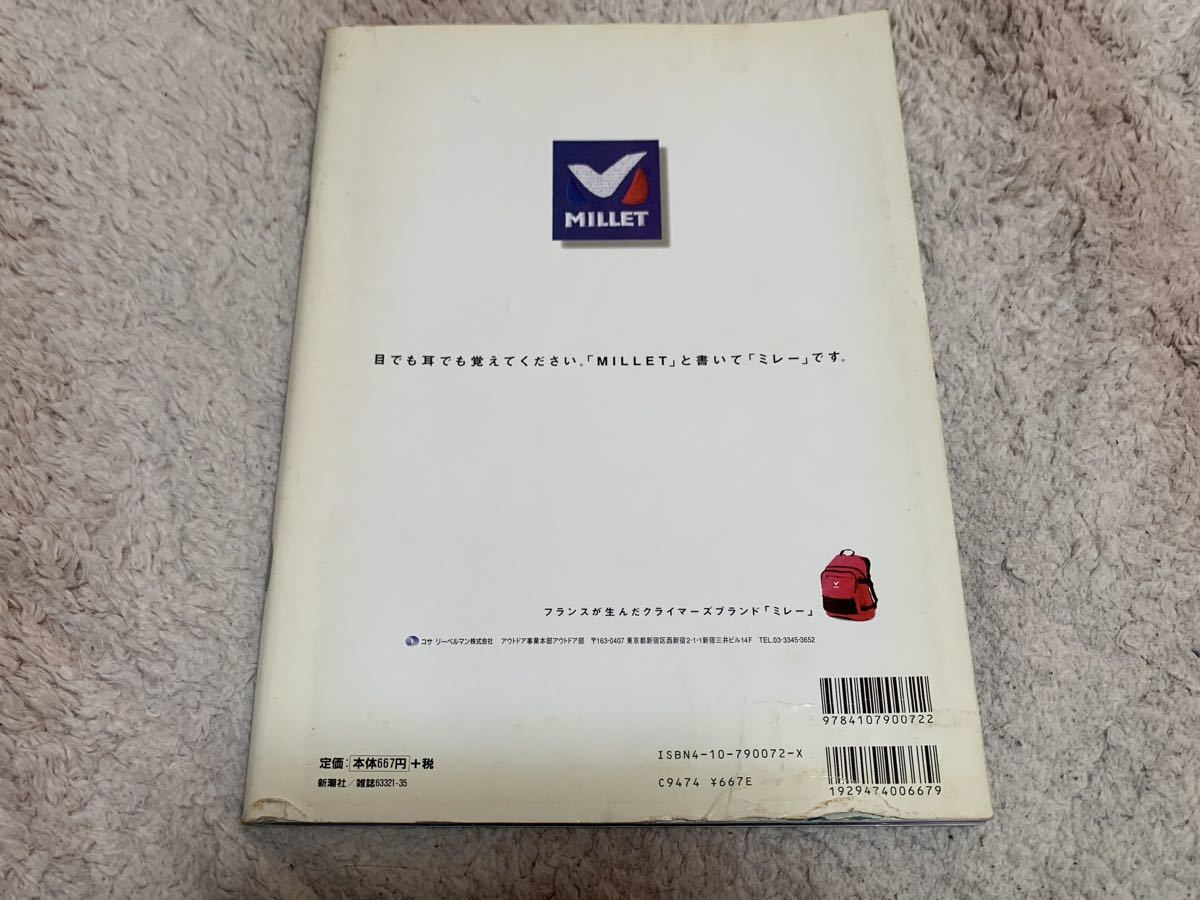 MILLET
目でも耳でも覚えてください。「MILLET」と書いて「ミレー」です。
フランスが生んだクライマーズブランド「ミレー」
コサ リーベルマン株式会社 アウトドア事業本部アウトドア部 〒163-0407 東京都新宿区西新宿2-1-1新宿三井ビル14F TEL.03-3345-3652
9784107900722
ISBN4-10-790072-X
C9474 ¥667E
1929474006679
定価:本体667円+税
新潮社/雑誌63321-35